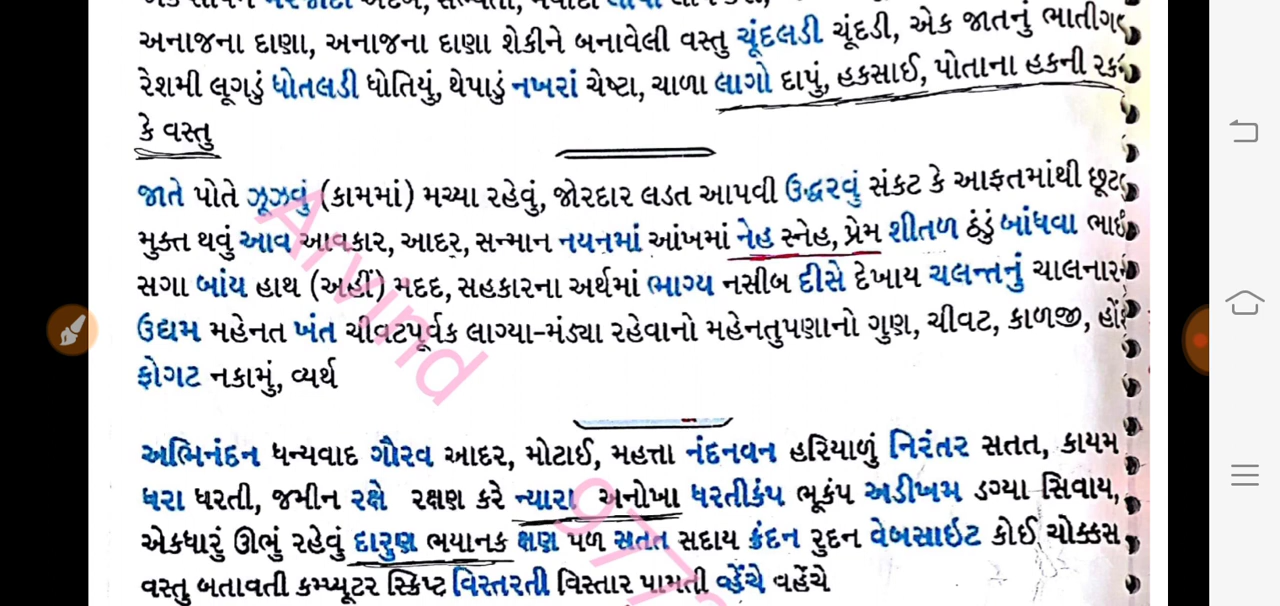 અનાજના દાણા, અનાજના દાણા શેકીને બનાવેલી વસ્તુ ચૂંદલડી ચૂંદડી, એક જાતનું ભાતીગર
રેશમી લૂગડું ધોતલડી ધોતિયું, થેપાડું નખરાં ચેષ્ટા, ચાળા લાગો દાપું, હકસાઈ, પોતાના હકની રકમ
કે વસ્તુ
જાતે પોતે ઝૂઝવું (કામમાં) મચ્યા રહેવું, જોરદાર લડત આપવી ઉદ્ધરવું સંકટ કે આફતમાંથી
મુક્ત થવું આવ આવકાર, આદર, સન્માન નયનમાં આંખમાં નેહ સ્નેહ, પ્રેમ શીતળ ઠંડું બાંધવા ભાઈ
સગા બાંય હાથ (અહીં) મદદ, સહકારના અર્થમાં ભાગ્ય નસીબ દીસે દેખાય ચલન્તનું
ઉદ્યમ મહેનત ખંત ચીવટપૂર્વક લાગ્યા-મંડ્યા રહેવાનો મહેનતુપણાનો ગુણ, ચીવટ, કાળજી,
ફોગટ નકામું, વ્યર્થ
અભિનંદન ધન્યવાદ ગૌરવ આદર, મોટાઈ, મહત્તા નંદનવન હરિયાળું નિરંતર સતત, કાયમ
ધરા ધરતી, જમીન રક્ષે રક્ષણ કરે ન્યારા અનોખા ધરતીકંપ ભૂકંપ અડીખમ ડગ્યા સિવાય,
એકધારું ઊભું રહેવું દારુણ ભયાનક ક્ષણ પળ સતત સદાય ક્રંદન રુદન વેબસાઇટ કોઈ ચોક્કસ
વસ્તુ બતાવતી કમ્પ્યૂટર સ્ક્રિપ્ટ વિસ્તરતી વિસ્તાર પામતી વ્હેંચે વહેંચે
Arvind